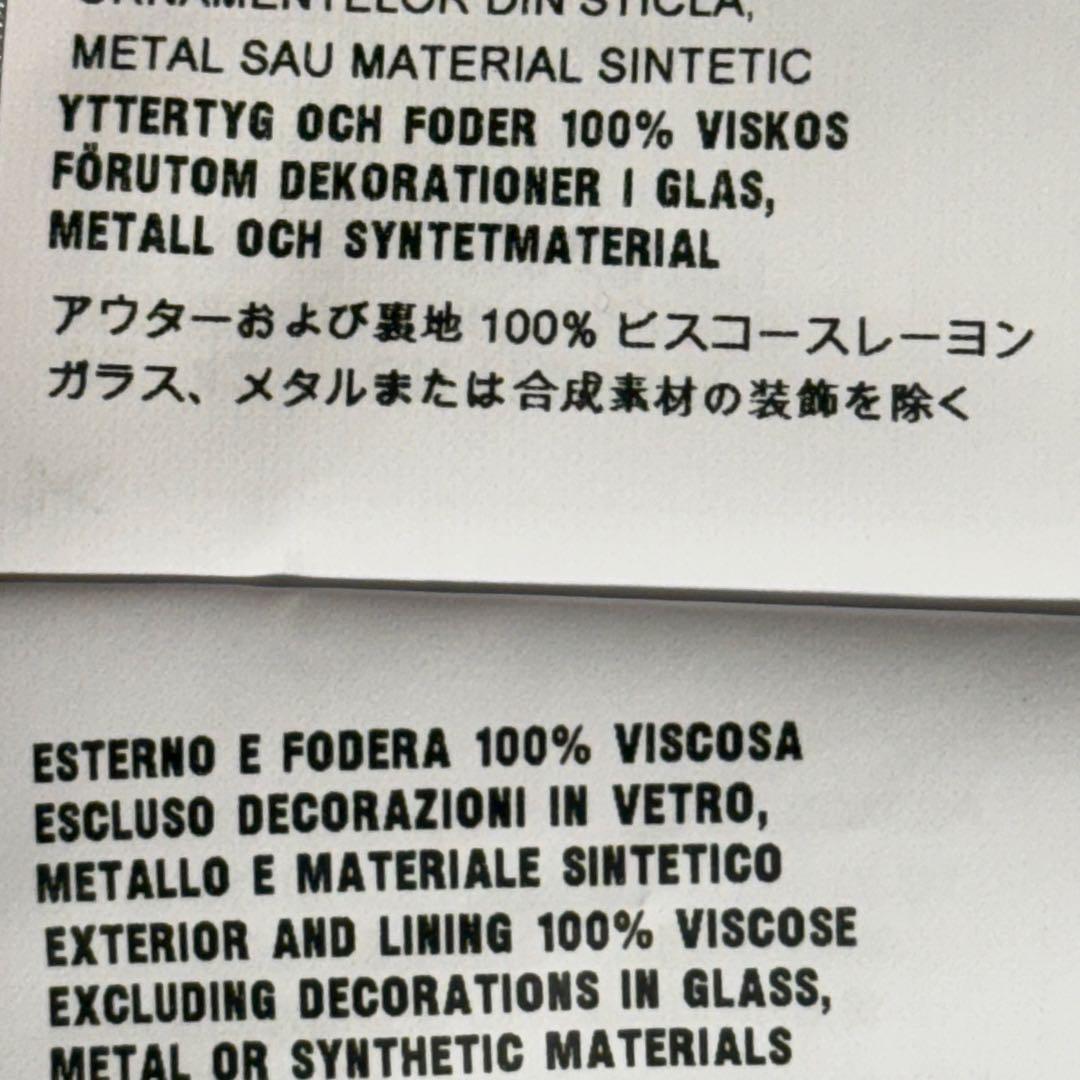 ORNAMENTELOR DIN STICLĂ,
METAL SAU MATERIAL SINTETIC
YTTERTYG OCH FODER 100% VISKOS
FÖRUTOM DEKORATIONER I GLAS,
METALL OCH SYNTETMATERIAL
アウターおよび裏地 100% ビスコースレーヨン
ガラス、メタルまたは合成素材の装飾を除く
ESTERNO E FODERA 100% VISCOSA
ESCLUSO DECORAZIONI IN VETRO,
METALLO E MATERIALE SINTETICO
EXTERIOR AND LINING 100% VISCOSE
EXCLUDING DECORATIONS IN GLASS,
METAL OR SYNTHETIC MATERIALS